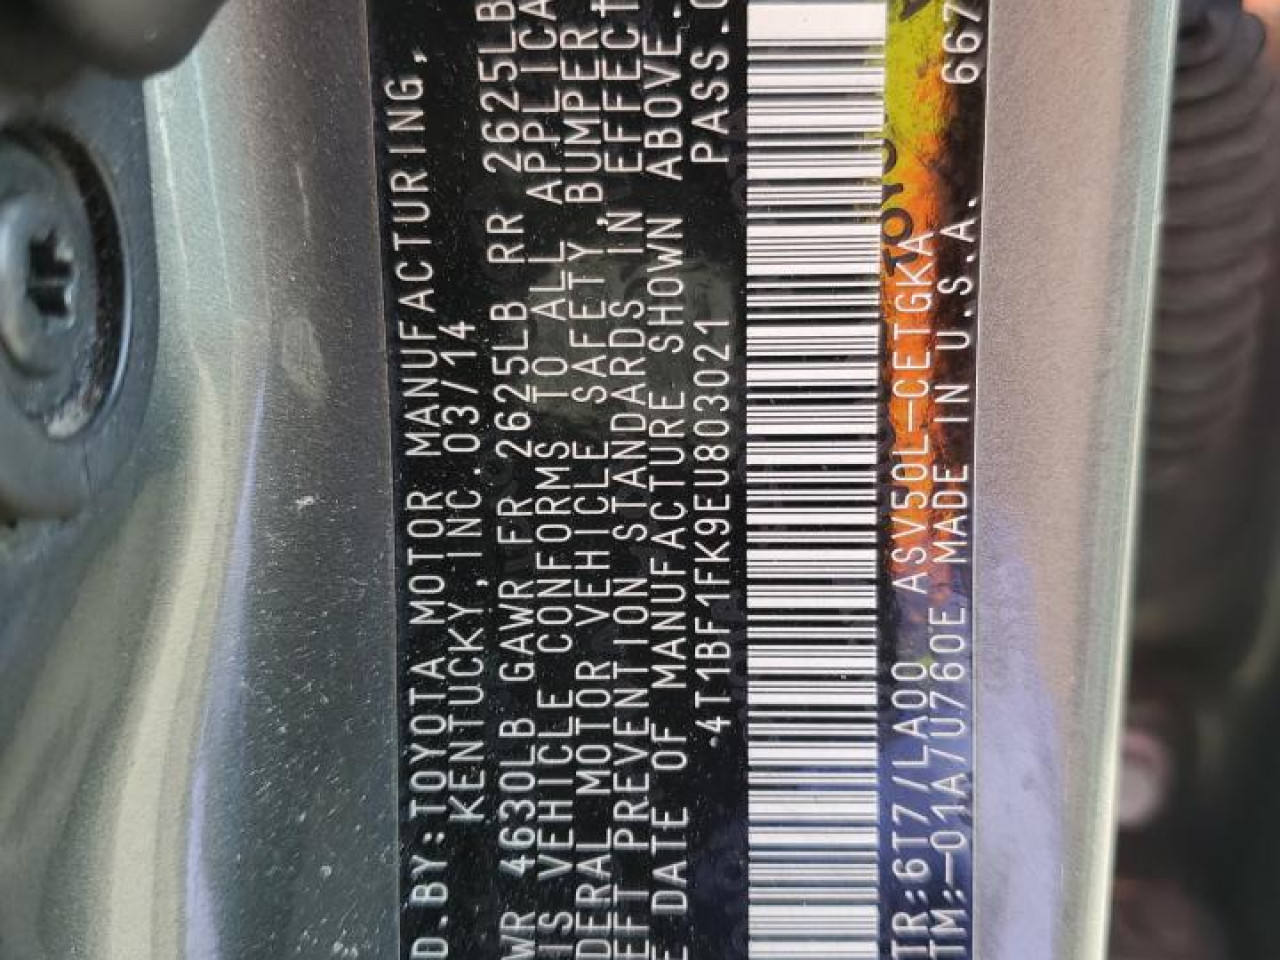 D.BY:TOYOTA MOTOR MANUFACTURING,
KENTUCKY,INC.03/14
WR 4630LB GAWR FR 2625LB RR 2625LB
IS VEHICLE CONFORMS TO ALL APPLICA
DERAL MOTOR VEHICLE SAFETY,BUMPER
EFT PREVENTION STANDARDS IN EFFECT
E DATE OF MANUFACTURE SHOWN ABOVE.
4T1BF1FK9EU803021 PASS.C
TR:6T7/LA00 ASV50L-CETGKA
TM:-01A/U760E MADE IN U.S.A. 667